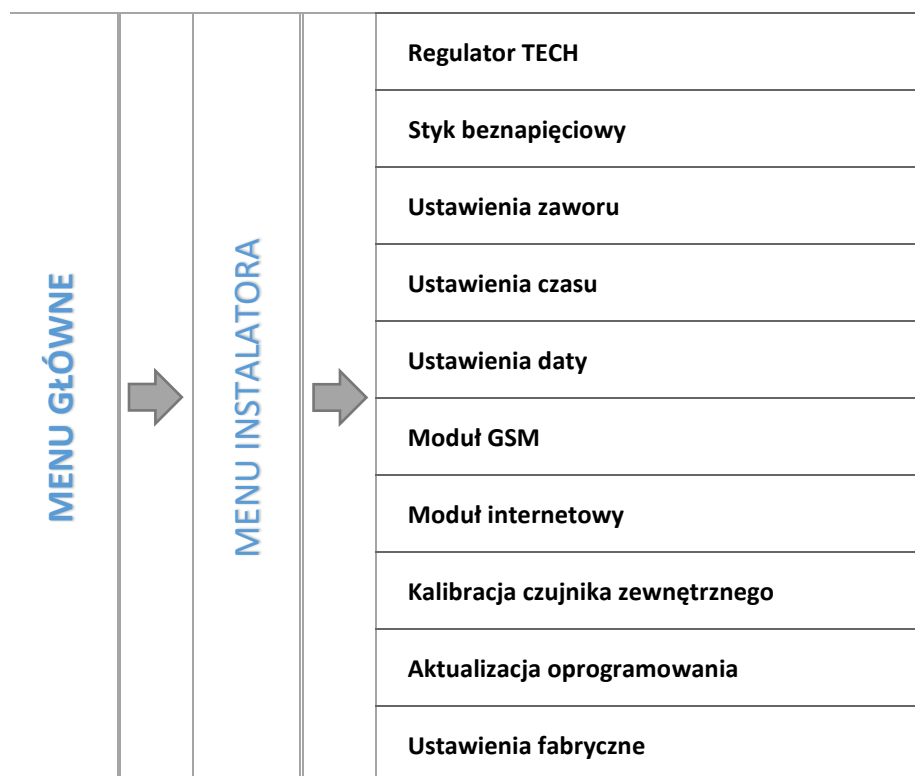 MENU GŁÓWNE
MENU INSTALATORA
Regulator TECH
Styk beznapięciowy
Ustawienia zaworu
Ustawienia czasu
Ustawienia daty
Moduł GSM
Moduł internetowy
Kalibracja czujnika zewnętrznego
Aktualizacja oprogramowania
Ustawienia fabryczne